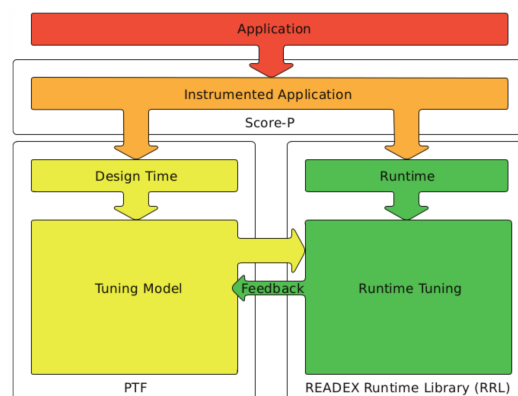 Application
Instrumented Application
Score-P
Design Time
Runtime
Tuning Model
Feedback
Runtime Tuning
PTF
READEX Runtime Library (RRL)